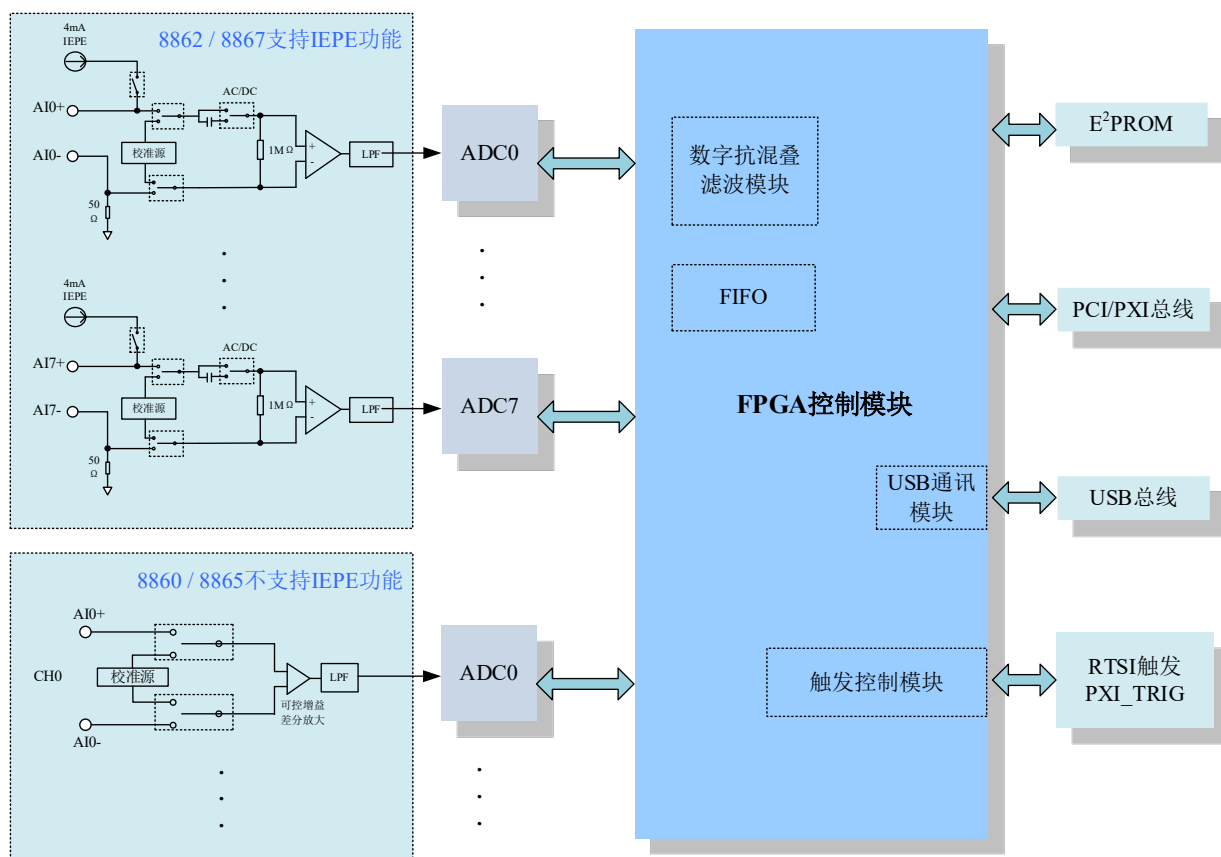 8862 / 8867支持IEPE功能
4mA
IEPE
AI0+
AC/DC
校准源
1MΩ
+
-
LPF
AI0-
50
Ω
ADC0
4mA
IEPE
AI7+
AC/DC
校准源
1MΩ
+
-
LPF
AI7-
50
Ω
ADC7
8860 / 8865不支持IEPE功能
AI0+
CH0
校准源
LPF
可控增益
差分放大
AI0-
ADC0
数字抗混叠
滤波模块
FIFO
FPGA控制模块
USB通讯
模块
触发控制模块
E²PROM
PCI/PXI总线
USB总线
RTSI触发
PXI_TRIG